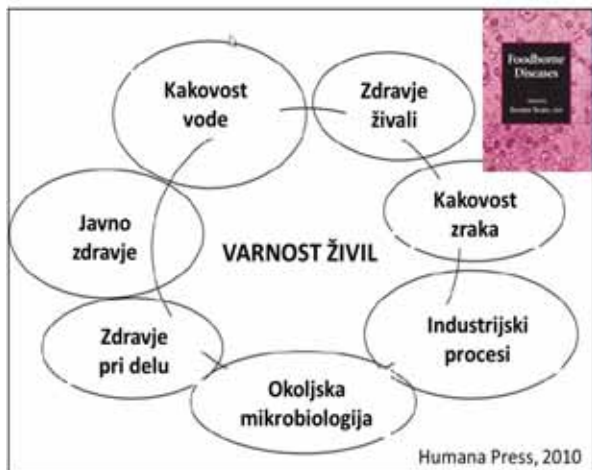 Foodborne
Diseases
Kakovost
vode
Zdravje
živali
Kakovost
zraka
Javno
zdravje
VARNOST ŽIVIL
Industrijski
procesi
Zdravje
pri delu
Okoljska
mikrobiologija
Humana Press, 2010